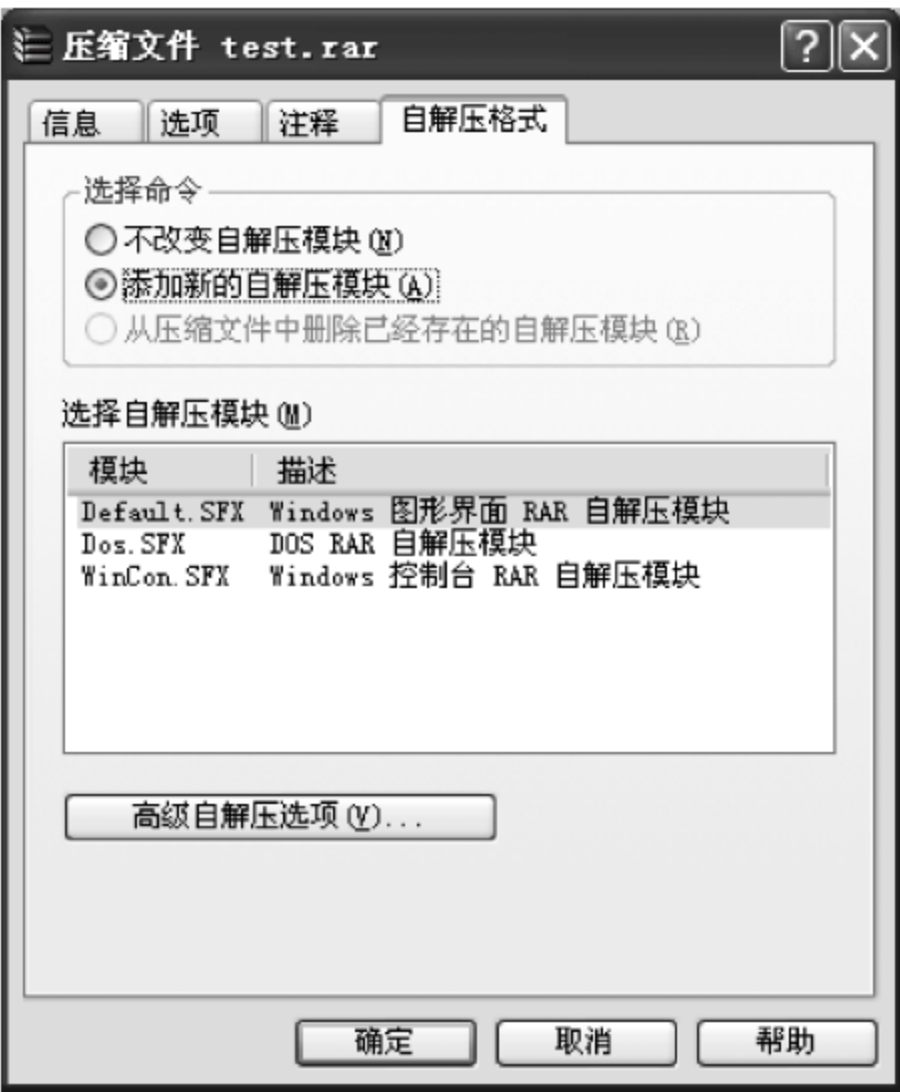 压缩文件 test.rar
信息 选项 注释 自解压格式
选择命令
不改变自解压模块(N)
添加新的自解压模块(A)
从压缩文件中删除已经存在的自解压模块(R)
选择自解压模块(M)
模块 描述
Default.SFX Windows 图形界面 RAR 自解压模块
Dos.SFX DOS RAR 自解压模块
WinCon.SFX Windows 控制台 RAR 自解压模块
高级自解压选项(V)...
确定 取消 帮助